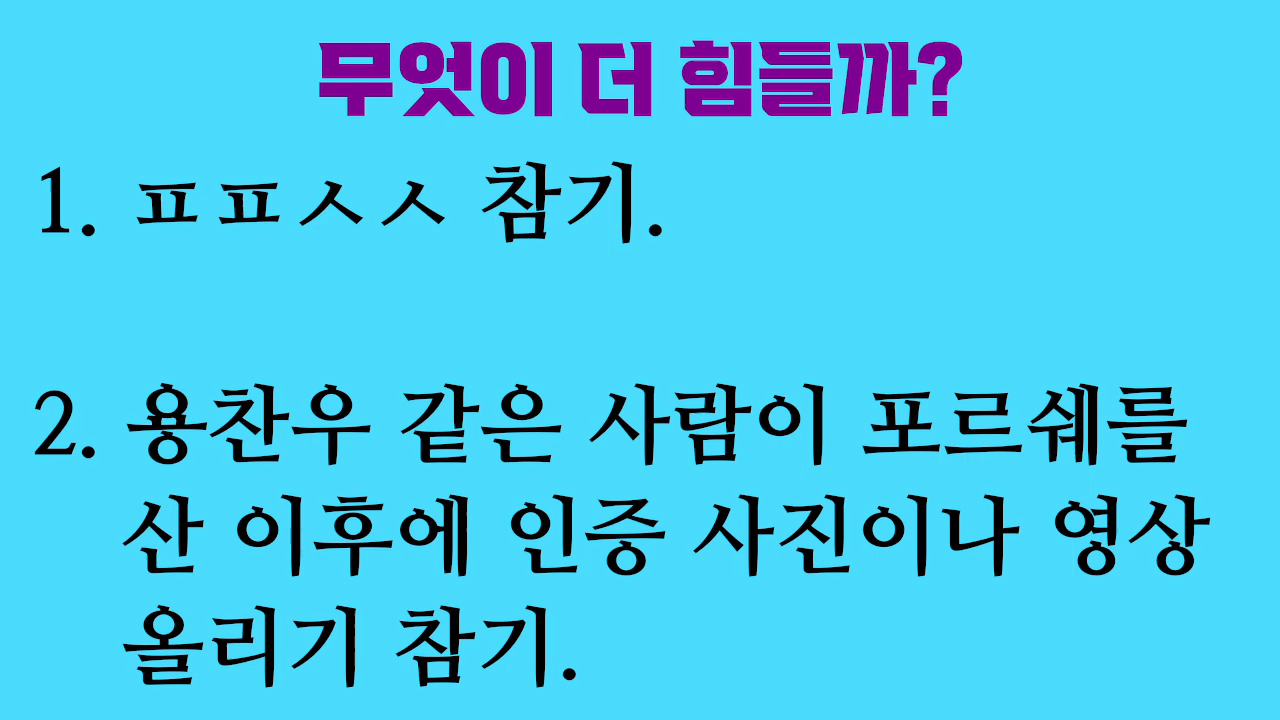 무엇이 더 힘들까?
1. ㅍㅍㅅㅅ 참기.
2. 용찬우 같은 사람이 포르쉐를
산 이후에 인증 사진이나 영상
올리기 참기.